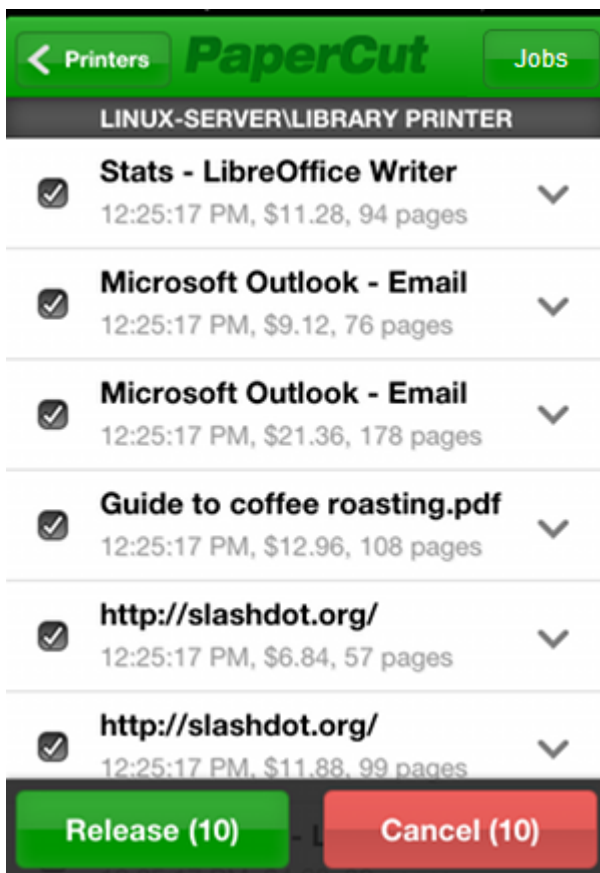 Printers PaperCut Jobs
LINUX-SERVER\LIBRARY PRINTER
Stats - LibreOffice Writer
12:25:17 PM, $11.28, 94 pages
Microsoft Outlook - Email
12:25:17 PM, $9.12, 76 pages
Microsoft Outlook - Email
12:25:17 PM, $21.36, 178 pages
Guide to coffee roasting.pdf
12:25:17 PM, $12.96, 108 pages
http://slashdot.org/
12:25:17 PM, $6.84, 57 pages
http://slashdot.org/
12:25:17 PM, $11.88, 99 pages
Release (10) Cancel (10)